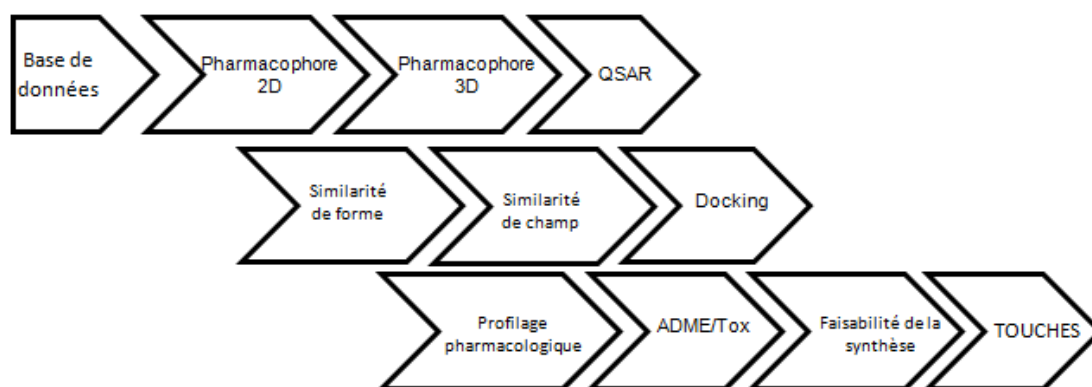 Base de
données
Pharmacophore
2D
Pharmacophore
3D
QSAR
Similarité
de forme
Similarité
de champ
Docking
Profilage
pharmacologique
ADME/Tox
Faisabilité de la
synthèse
TOUCHES